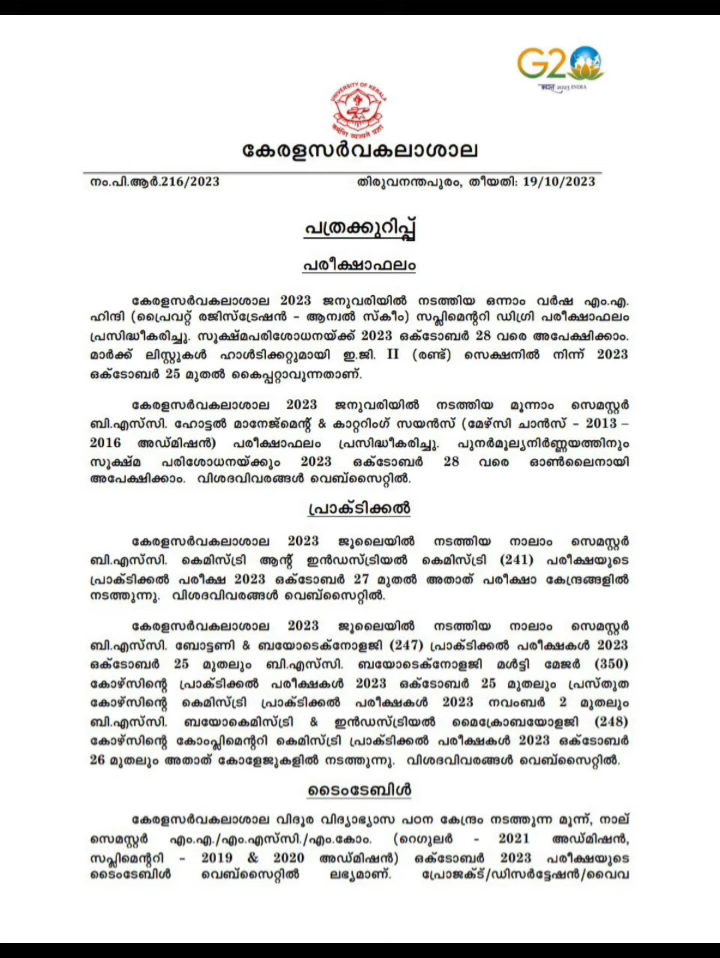 G20
भारत 2023 INDIA
UNIVERSITY OF KERALA
കേരളസർവകലാശാല
നം.പി.ആർ.216/2023 തിരുവനന്തപുരം, തീയതി: 19/10/2023
പത്രക്കുറിപ്പ്
പരീക്ഷാഫലം
കേരളസർവകലാശാല 2023 ജനുവരിയിൽ നടത്തിയ ഒന്നാം വർഷ എം.എ.
ഹിന്ദി (പ്രൈവറ്റ് രജിസ്ട്രേഷൻ – ആന്വൽ സ്കീം) സപ്ലിമെന്ററി ഡിഗ്രി പരീക്ഷാഫലം
പ്രസിദ്ധീകരിച്ചു. സൂക്ഷ്മപരിശോധനയ്ക്ക് 2023 ഒക്ടോബർ 28 വരെ അപേക്ഷിക്കാം.
മാർക്ക് ലിസ്റ്റുകൾ ഹാൾടിക്കറ്റുമായി ഇ.ജി. II (രണ്ട്) സെക്ഷനിൽ നിന്ന് 2023
ഒക്ടോബർ 25 മുതൽ കൈപ്പറ്റാവുന്നതാണ്.
കേരളസർവകലാശാല 2023 ജനുവരിയിൽ നടത്തിയ മൂന്നാം സെമസ്റ്റർ
ബി.എസ്സി. ഹോട്ടൽ മാനേജ്മെന്റ് & കാറ്ററിംഗ് സയൻസ് (മേഴ്സി ചാൻസ് – 2013 –
2016 അഡ്മിഷൻ) പരീക്ഷാഫലം പ്രസിദ്ധീകരിച്ചു. പുനർമൂല്യനിർണ്ണയത്തിനും
സൂക്ഷ്മ പരിശോധനയ്ക്കും 2023 ഒക്ടോബർ 28 വരെ ഓൺലൈനായി
അപേക്ഷിക്കാം. വിശദവിവരങ്ങൾ വെബ്സൈറ്റിൽ.
പ്രാക്ടിക്കൽ
കേരളസർവകലാശാല 2023 ജൂലൈയിൽ നടത്തിയ നാലാം സെമസ്റ്റർ
ബി.എസ്സി. കെമിസ്ട്രി ആന്റ് ഇൻഡസ്ട്രിയൽ കെമിസ്ട്രി (241) പരീക്ഷയുടെ
പ്രാക്ടിക്കൽ പരീക്ഷ 2023 ഒക്ടോബർ 27 മുതൽ അതാത് പരീക്ഷാ കേന്ദ്രങ്ങളിൽ
നടത്തുന്നു. വിശദവിവരങ്ങൾ വെബ്സൈറ്റിൽ.
കേരളസർവകലാശാല 2023 ജൂലൈയിൽ നടത്തിയ നാലാം സെമസ്റ്റർ
ബി.എസ്സി. ബോട്ടണി & ബയോടെക്നോളജി (247) പ്രാക്ടിക്കൽ പരീക്ഷകൾ 2023
ഒക്ടോബർ 25 മുതലും ബി.എസ്സി. ബയോടെക്നോളജി മൾട്ടി മേജർ (350)
കോഴ്സിന്റെ പ്രാക്ടിക്കൽ പരീക്ഷകൾ 2023 ഒക്ടോബർ 25 മുതലും പ്രസ്തുത
കോഴ്സിന്റെ കെമിസ്ട്രി പ്രാക്ടിക്കൽ പരീക്ഷകൾ 2023 നവംബർ 2 മുതലും
ബി.എസ്സി. ബയോകെമിസ്ട്രി & ഇൻഡസ്ട്രിയൽ മൈക്രോബയോളജി (248)
കോഴ്സിന്റെ കോംപ്ലിമെന്ററി കെമിസ്ട്രി പ്രാക്ടിക്കൽ പരീക്ഷകൾ 2023 ഒക്ടോബർ
26 മുതലും അതാത് കോളേജുകളിൽ നടത്തുന്നു. വിശദവിവരങ്ങൾ വെബ്സൈറ്റിൽ.
ടൈംടേബിൾ
കേരളസർവകലാശാല വിദൂര വിദ്യാഭ്യാസ പഠന കേന്ദ്രം നടത്തുന്ന മൂന്ന്, നാല്
സെമസ്റ്റർ എം.എ./എം.എസ്സി./എം.കോം. (റെഗുലർ – 2021 അഡ്മിഷൻ,
സപ്ലിമെന്ററി – 2019 & 2020 അഡ്മിഷൻ) ഒക്ടോബർ 2023 പരീക്ഷയുടെ
ടൈംടേബിൾ വെബ്സൈറ്റിൽ ലഭ്യമാണ്. പ്രോജക്ട്/ഡിസർട്ടേഷൻ/വൈവ